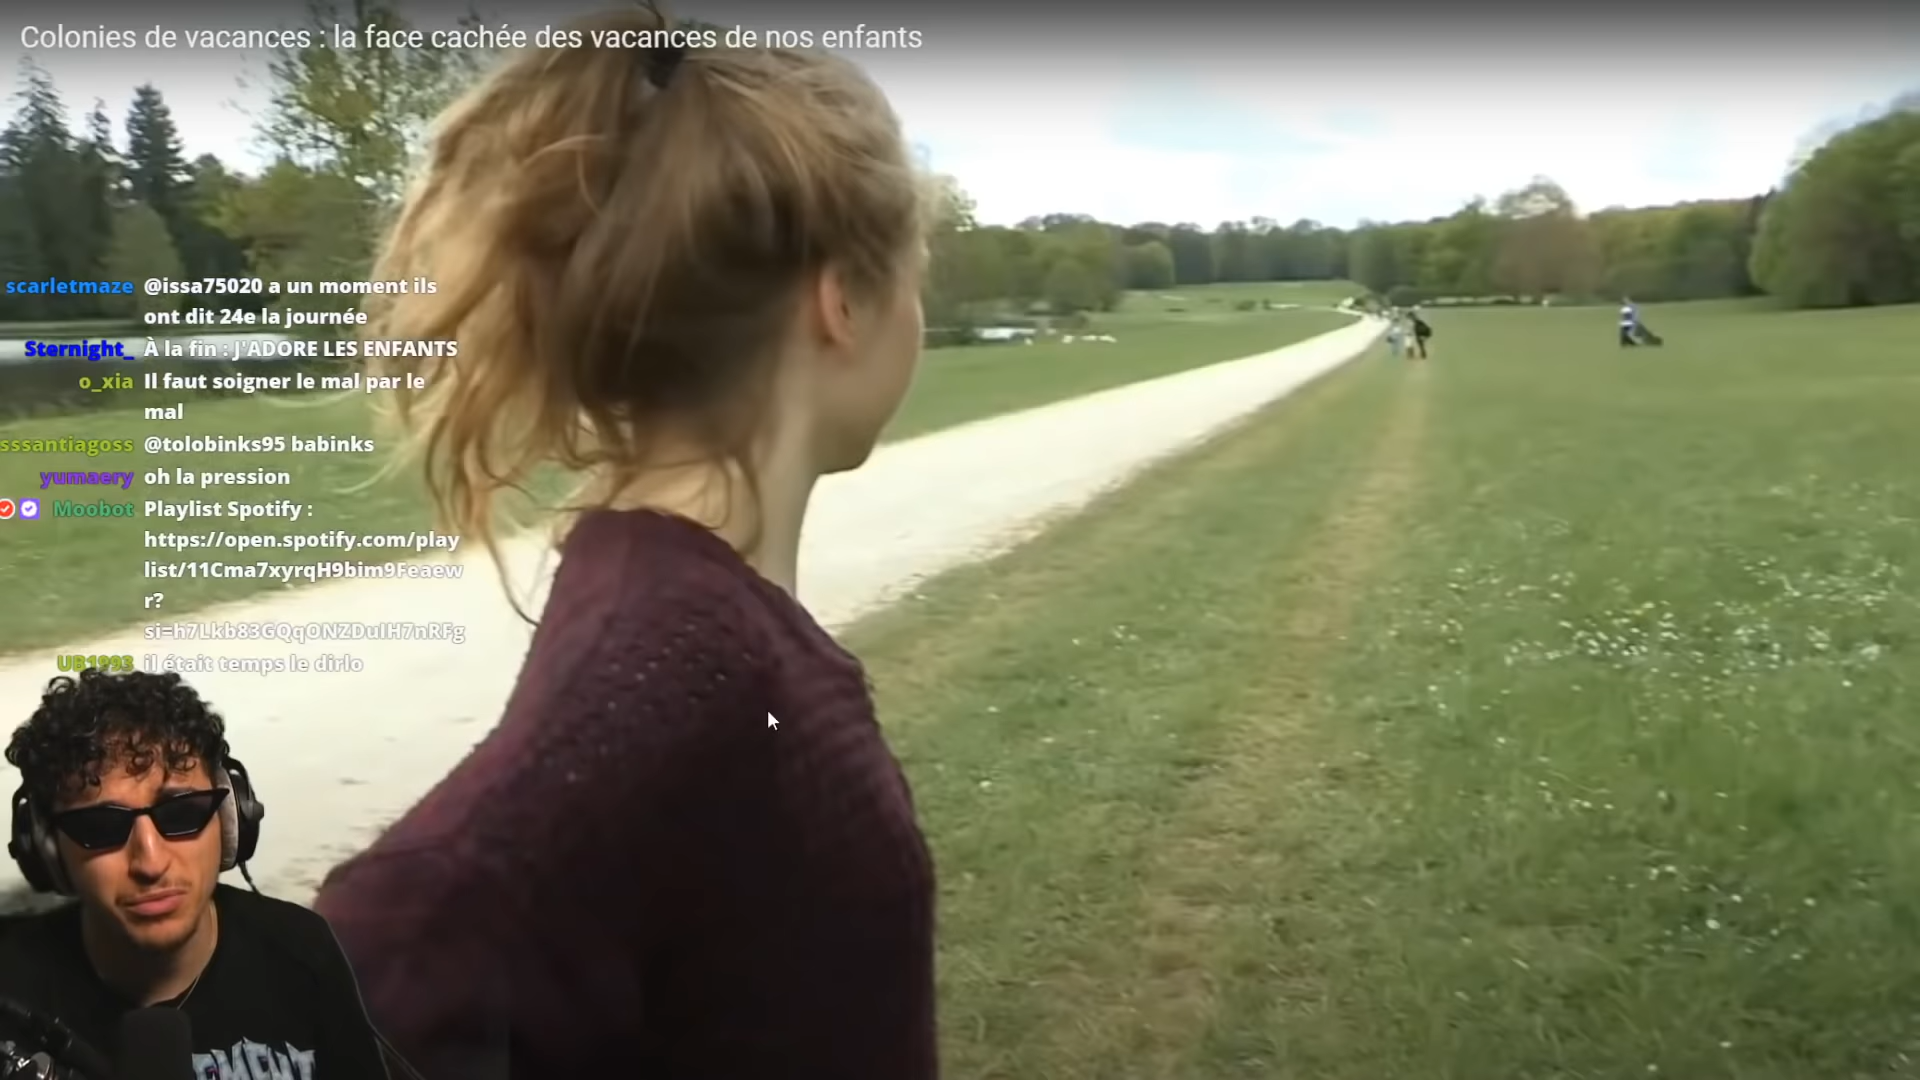 Colonies de vacances : la face cachée des vacances de nos enfants
scarletmaze @issa75020 a un moment ils
ont dit 24e la journée
Sternight_ À la fin : J'ADORE LES ENFANTS
o_xia Il faut soigner le mal par le
mal
sssantiagoss @tolobinks95 babinks
yumaery oh la pression
Moobot Playlist Spotify :
https://open.spotify.com/play
list/11Cma7xyrqH9bim9Feaew
r?
si=h7Lkb83GQqONZDuIH7nRFg
UB1993 il était temps le dirlo